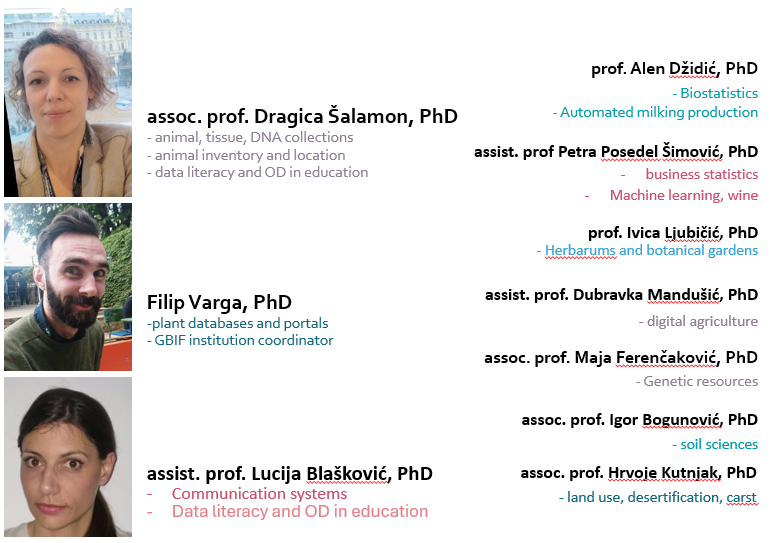 assoc. prof. Dragica Šalamon, PhD
- animal, tissue, DNA collections
- animal inventory and location
- data literacy and OD in education
Filip Varga, PhD
-plant databases and portals
- GBIF institution coordinator
assist. prof. Lucija Blašković, PhD
- Communication systems
- Data literacy and OD in education
prof. Alen Džidić, PhD
- Biostatistics
- Automated milking production
assist. prof Petra Posedel Šimović, PhD
- business statistics
- Machine learning, wine
prof. Ivica Ljubičić, PhD
- Herbarums and botanical gardens
assist. prof. Dubravka Mandušić, PhD
- digital agriculture
assoc. prof. Maja Ferenčaković, PhD
- Genetic resources
assoc. prof. Igor Bogunović, PhD
- soil sciences
assoc. prof. Hrvoje Kutnjak, PhD
- land use, desertification, carst